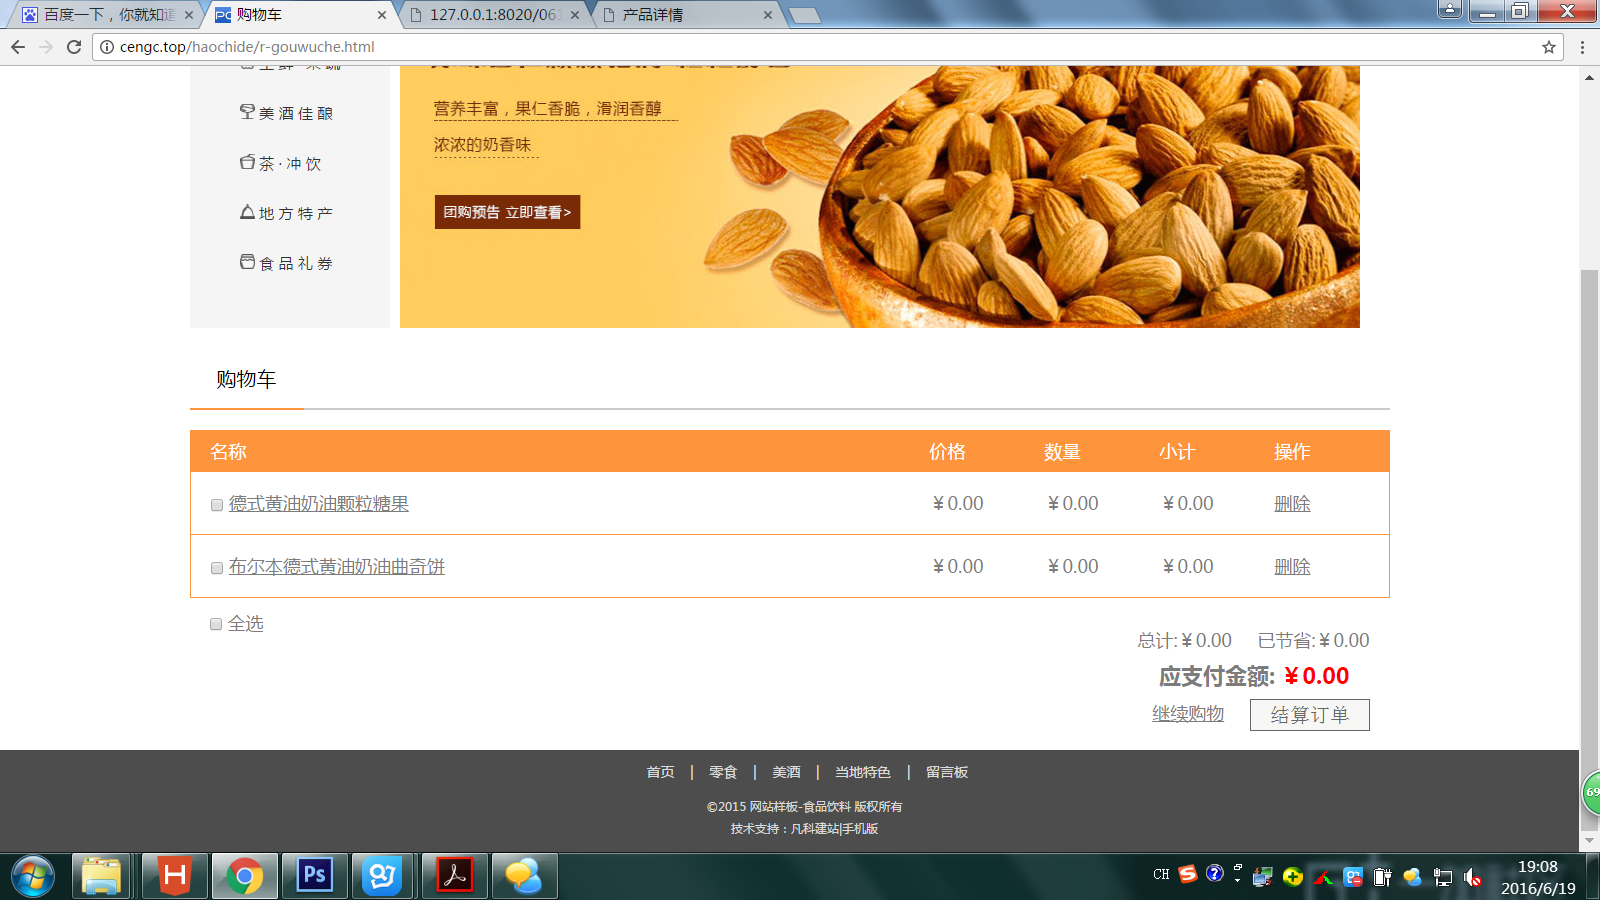 百度一下，你就知道
购物车
127.0.0.1:8020/06
产品详情
cengc.top/haochide/r-gouwuche.html
美酒佳酿
茶·冲饮
地方特产
食品礼券
营养丰富，果仁香脆，滑润香醇
浓浓的奶香味
团购预告 立即查看>
购物车
名称 价格 数量 小计 操作
德式黄油奶油颗粒糖果 ¥0.00 ¥0.00 ¥0.00 删除
布尔本德式黄油奶油曲奇饼 ¥0.00 ¥0.00 ¥0.00 删除
全选
总计:¥0.00 已节省:¥0.00
应支付金额: ¥0.00
继续购物 结算订单
首页 | 零食 | 美酒 | 当地特色 | 留言板
©2015 网站样板-食品饮料 版权所有
技术支持：凡科建站|手机版
69
CH
19:08
2016/6/19